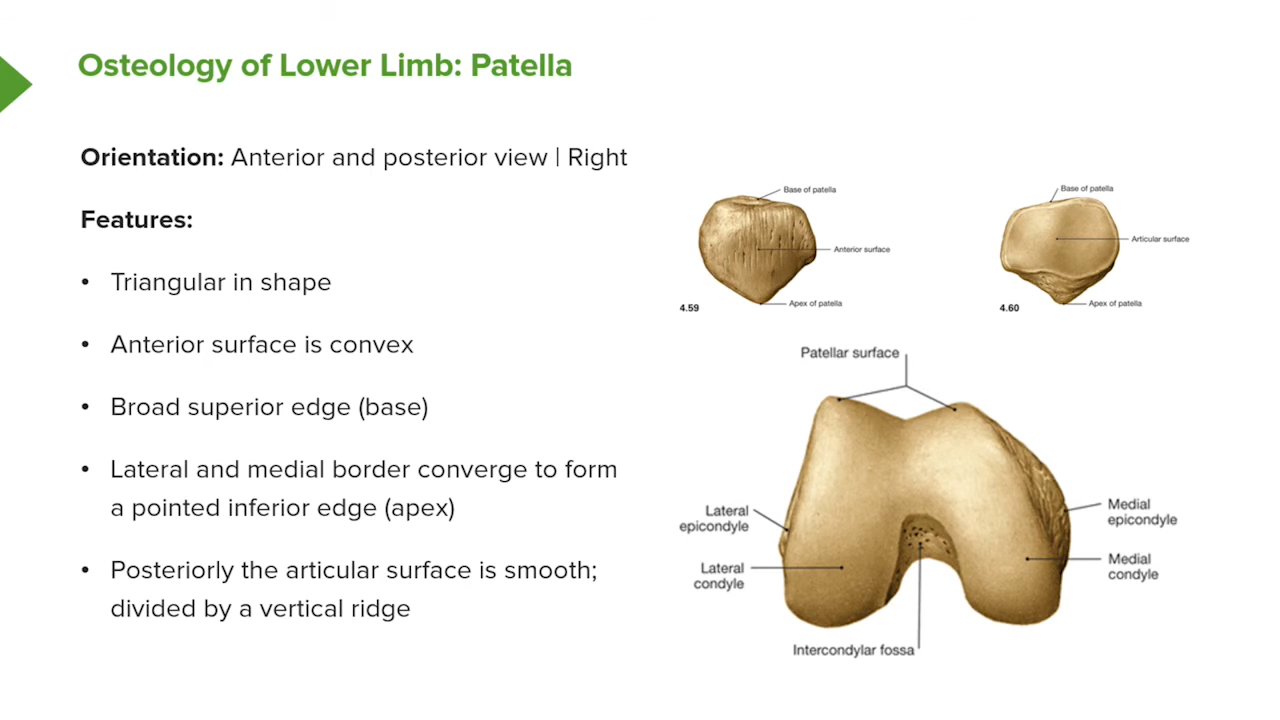 Osteology of Lower Limb: Patella
Orientation: Anterior and posterior view | Right
Features:
• Triangular in shape
• Anterior surface is convex
• Broad superior edge (base)
• Lateral and medial border converge to form
a pointed inferior edge (apex)
• Posteriorly the articular surface is smooth;
divided by a vertical ridge
Base of patella
Anterior surface
Apex of patella
4.59
Base of patella
Articular surface
Apex of patella
4.60
Patellar surface
Lateral
epicondyle
Lateral
condyle
Medial
epicondyle
Medial
condyle
Intercondylar fossa